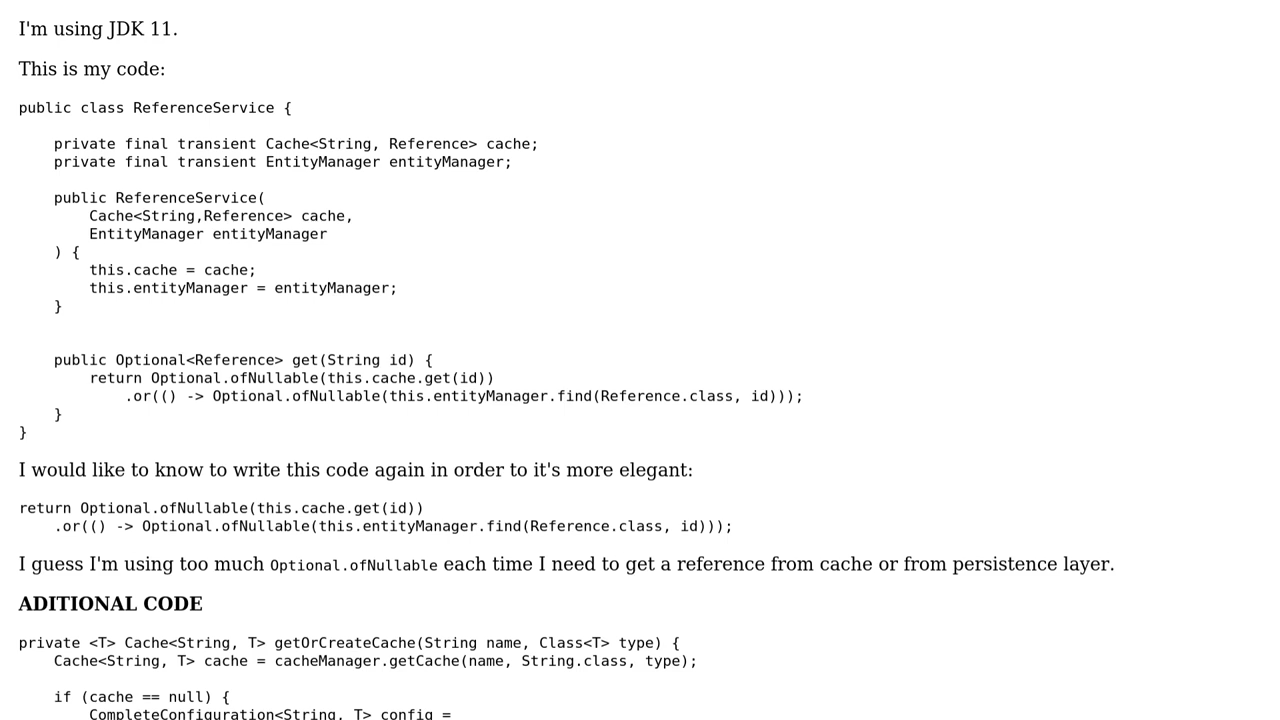 I'm using JDK 11.
This is my code:
public class ReferenceService {
    private final transient Cache<String, Reference> cache;
    private final transient EntityManager entityManager;
    public ReferenceService(
        Cache<String,Reference> cache,
        EntityManager entityManager
    ) {
        this.cache = cache;
        this.entityManager = entityManager;
    }
    public Optional<Reference> get(String id) {
        return Optional.ofNullable(this.cache.get(id))
            .or(() -> Optional.ofNullable(this.entityManager.find(Reference.class, id)));
    }
}
I would like to know to write this code again in order to it's more elegant:
return Optional.ofNullable(this.cache.get(id))
    .or(() -> Optional.ofNullable(this.entityManager.find(Reference.class, id)));
I guess I'm using too much Optional.ofNullable each time I need to get a reference from cache or from persistence layer.
ADITIONAL CODE
private <T> Cache<String, T> getOrCreateCache(String name, Class<T> type) {
    Cache<String, T> cache = cacheManager.getCache(name, String.class, type);
    if (cache == null) {
        CompleteConfiguration<String, T> config =